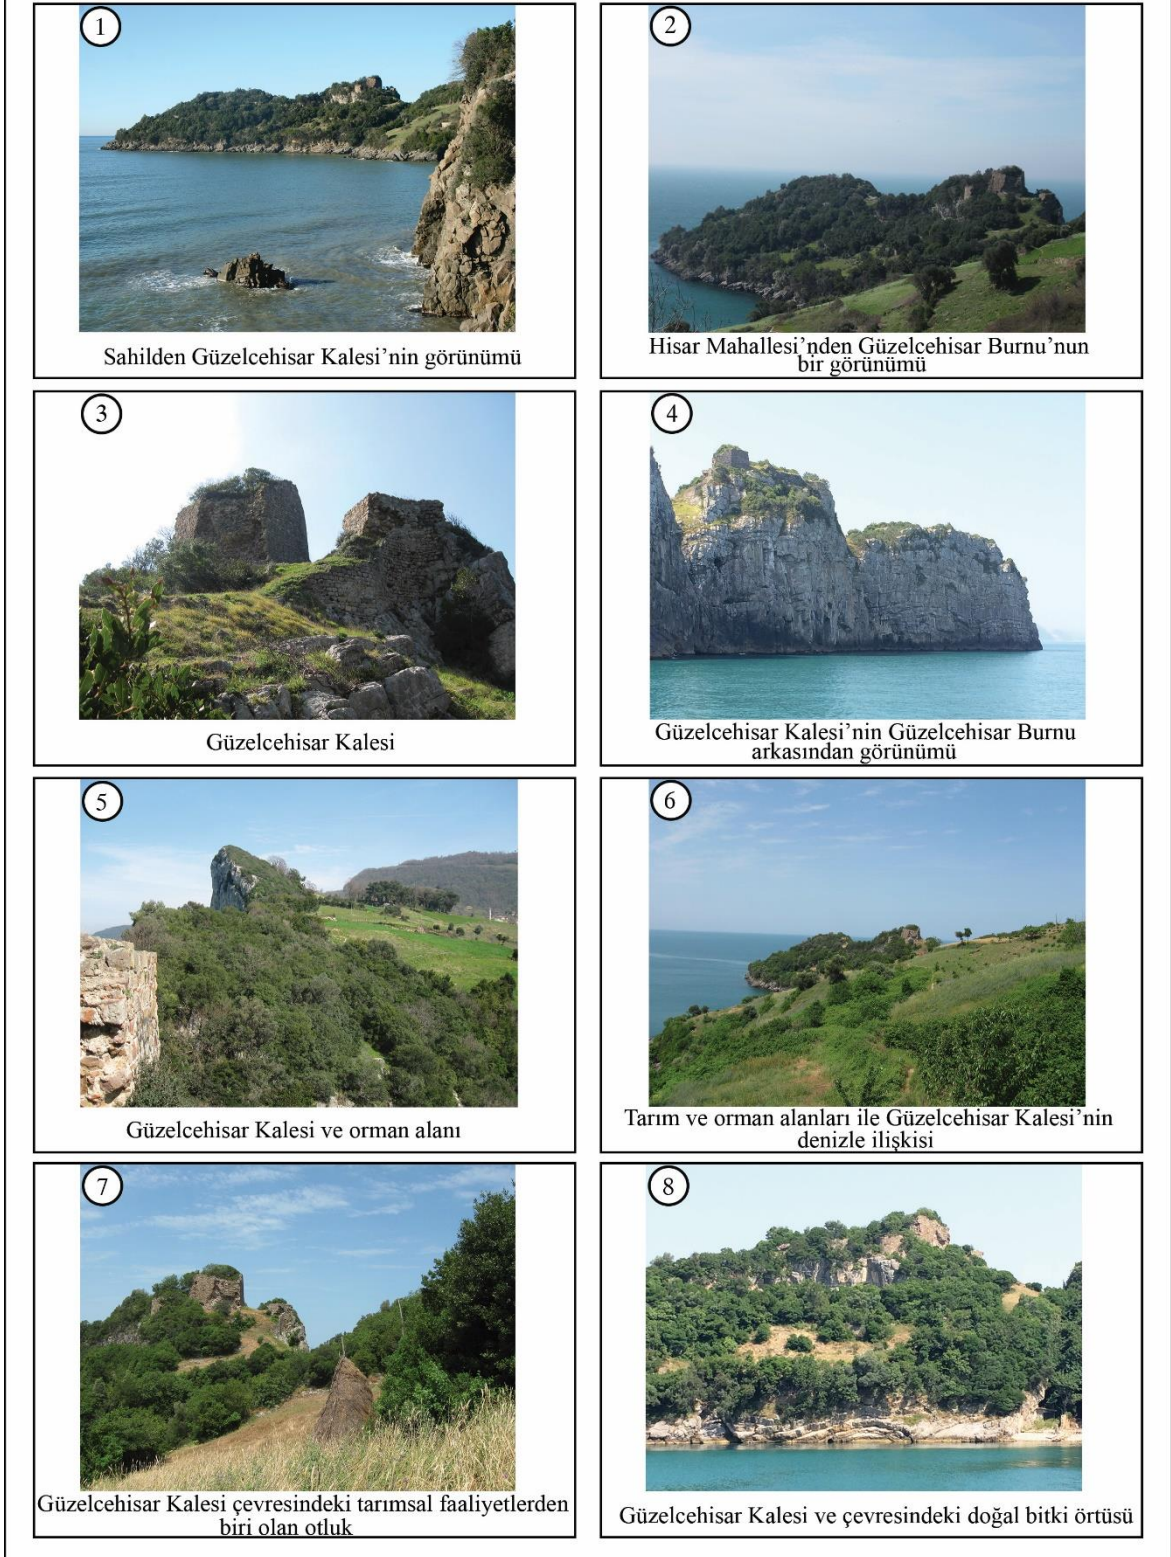 1
Sahilden Güzelcehisar Kalesi’nin görünümü
2
Hisar Mahallesi’nden Güzelcehisar Burnu’nun
bir görünümü
3
Güzelcehisar Kalesi
4
Güzelcehisar Kalesi’nin Güzelcehisar Burnu
arkasından görünümü
5
Güzelcehisar Kalesi ve orman alanı
6
Tarım ve orman alanları ile Güzelcehisar Kalesi’nin
denizle ilişkisi
7
Güzelcehisar Kalesi çevresindeki tarımsal faaliyetlerden
biri olan otluk
8
Güzelcehisar Kalesi ve çevresindeki doğal bitki örtüsü